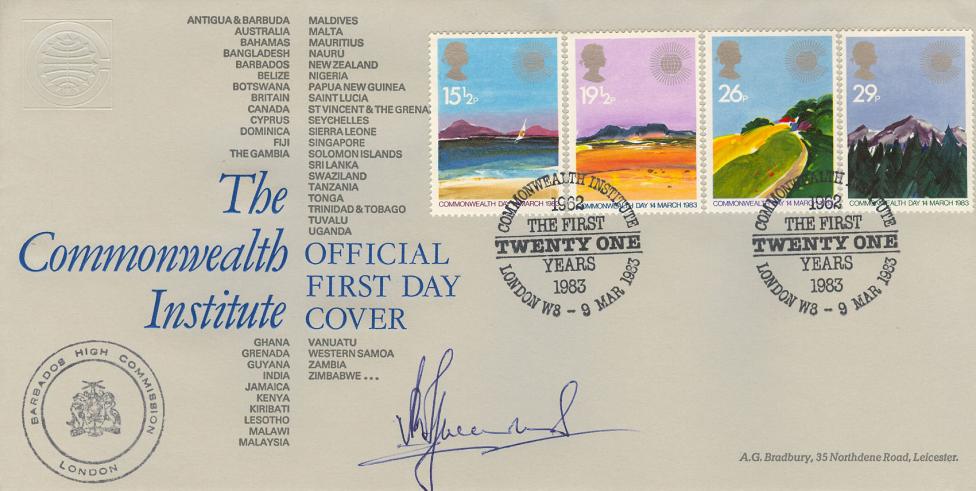 ANTIGUA & BARBUDA
AUSTRALIA
BAHAMAS
BANGLADESH
BARBADOS
BELIZE
BOTSWANA
BRITAIN
CANADA
CYPRUS
DOMINICA
FIJI
THE GAMBIA
MALDIVES
MALTA
MAURITIUS
NAURU
NEW ZEALAND
NIGERIA
PAPUA NEW GUINEA
SAINT LUCIA
ST VINCENT & THE GRENA
SEYCHELLES
SIERRA LEONE
SINGAPORE
SOLOMON ISLANDS
SRI LANKA
SWAZILAND
TANZANIA
TONGA
TRINIDAD & TOBAGO
TUVALU
UGANDA
The
Commonwealth
Institute
OFFICIAL
FIRST DAY
COVER
GHANA
GRENADA
GUYANA
INDIA
JAMAICA
KENYA
KIRIBATI
LESOTHO
MALAWI
MALAYSIA
VANUATU
WESTERN SAMOA
ZAMBIA
ZIMBABWE ...
15½P
COMMONWEALTH DAY 14 MARCH 1983
19½P
COMMONWEALTH DAY 14 MARCH 1983
26P
COMMONWEALTH DAY 14 MARCH 1983
29P
COMMONWEALTH DAY 14 MARCH 1983
COMMONWEALTH INSTITUTE
1962
THE FIRST
TWENTY ONE
YEARS
1983
LONDON W8 - 9 MAR 1983
COMMONWEALTH INSTITUTE
1962
THE FIRST
TWENTY ONE
YEARS
1983
LONDON W8 - 9 MAR 1983
BARBADOS HIGH COMMISSION
LONDON
A.G. Bradbury, 35 Northdene Road, Leicester.